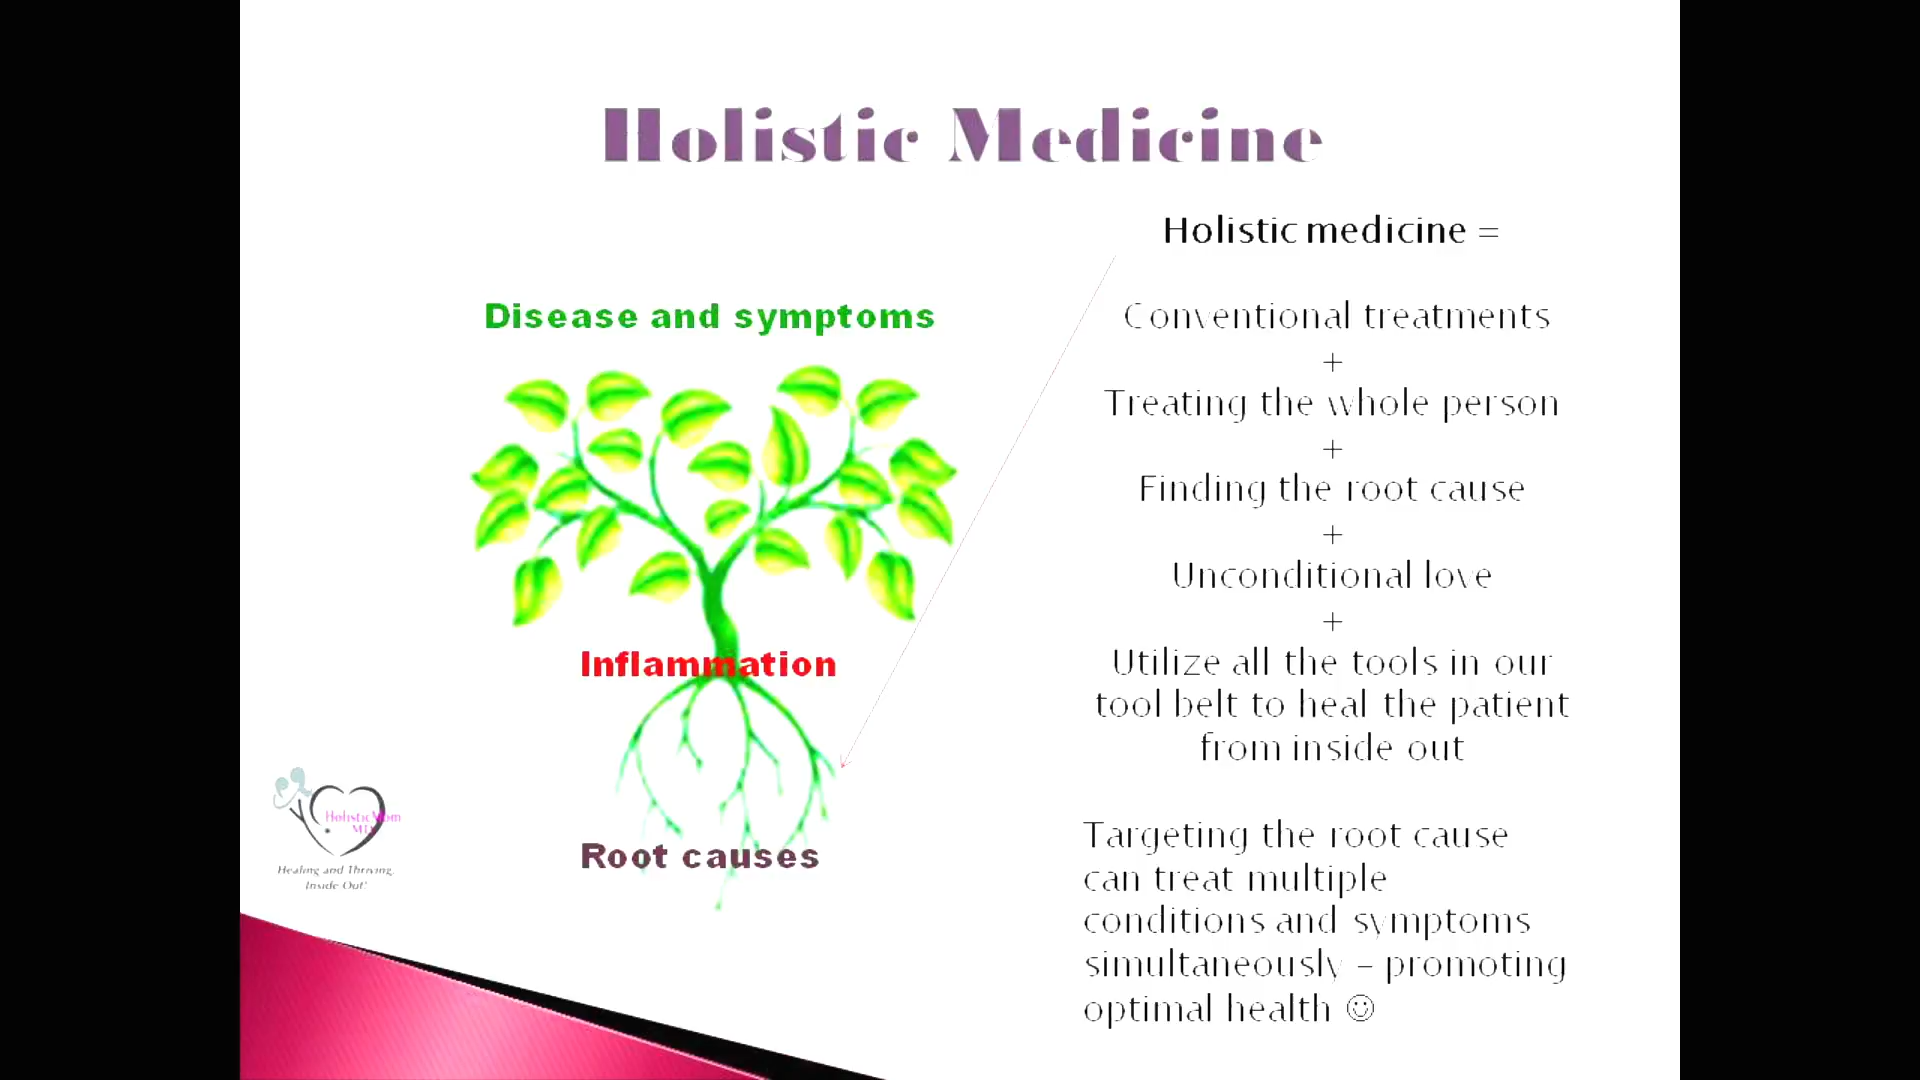 Holistic Medicine
Holistic medicine =
Disease and symptoms
Conventional treatments
+
Treating the whole person
+
Finding the root cause
+
Unconditional love
+
Inflammation
Utilize all the tools in our
tool belt to heal the patient
from inside out
HolisticMom
MD
Healing and Thriving,
Inside Out!
Root causes
Targeting the root cause
can treat multiple
conditions and symptoms
simultaneously – promoting
optimal health ☺